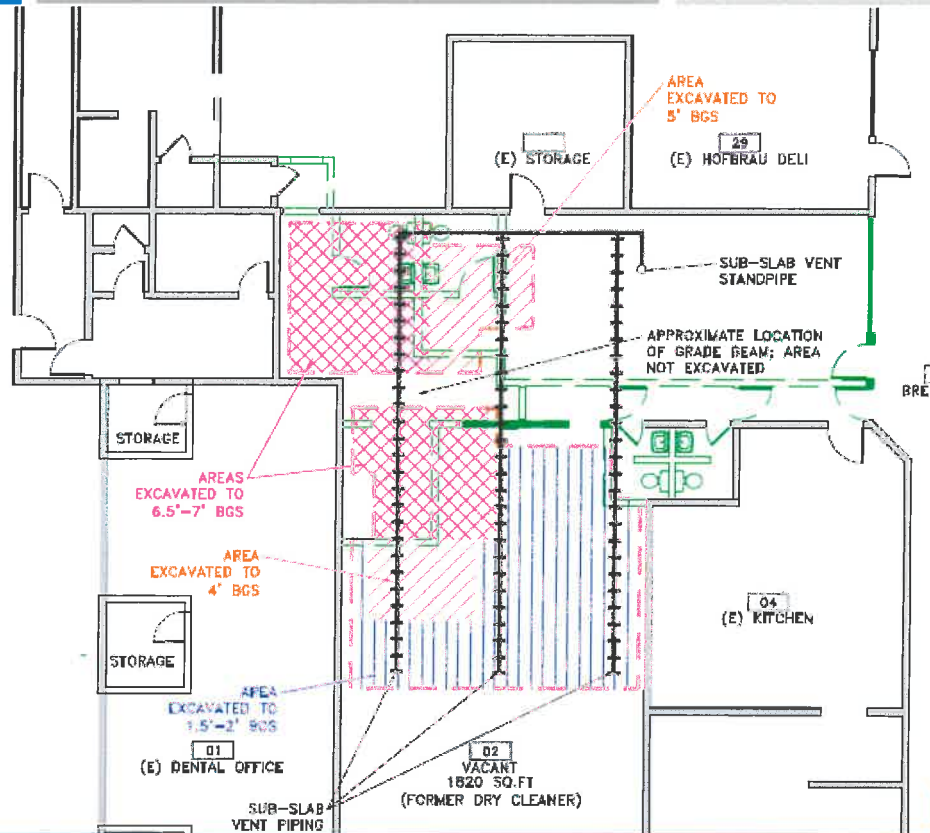 AREA
EXCAVATED TO
5' BGS
29
(E) STORAGE
(E) HOFBRAU DELI
SUB-SLAB VENT
STANDPIPE
APPROXIMATE LOCATION
OF GRADE BEAM; AREA
NOT EXCAVATED
BRE
STORAGE
AREAS
EXCAVATED TO
6.5'-7' BGS
AREA
EXCAVATED TO
4' BGS
04
(E) KITCHEN
STORAGE
AREA
EXCAVATED TO
1.5'-2' BGS
01
(E) DENTAL OFFICE
02
VACANT
1820 SQ.FT
(FORMER DRY CLEANER)
SUB-SLAB
VENT PIPING